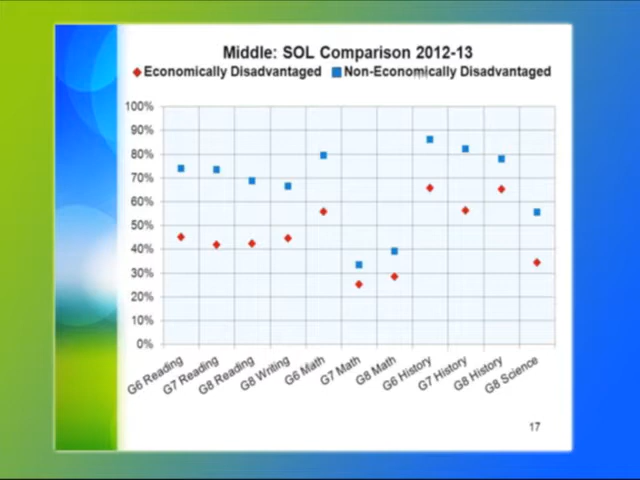 Middle: SOL Comparison 2012-13
Economically Disadvantaged Non-Economically Disadvantaged
100%
90%
80%
70%
60%
50%
40%
30%
20%
10%
0%
G6 Reading
G7 Reading
G8 Reading
G8 Writing
G6 Math
G7 Math
G8 Math
G6 History
G7 History
G8 History
G8 Science
17